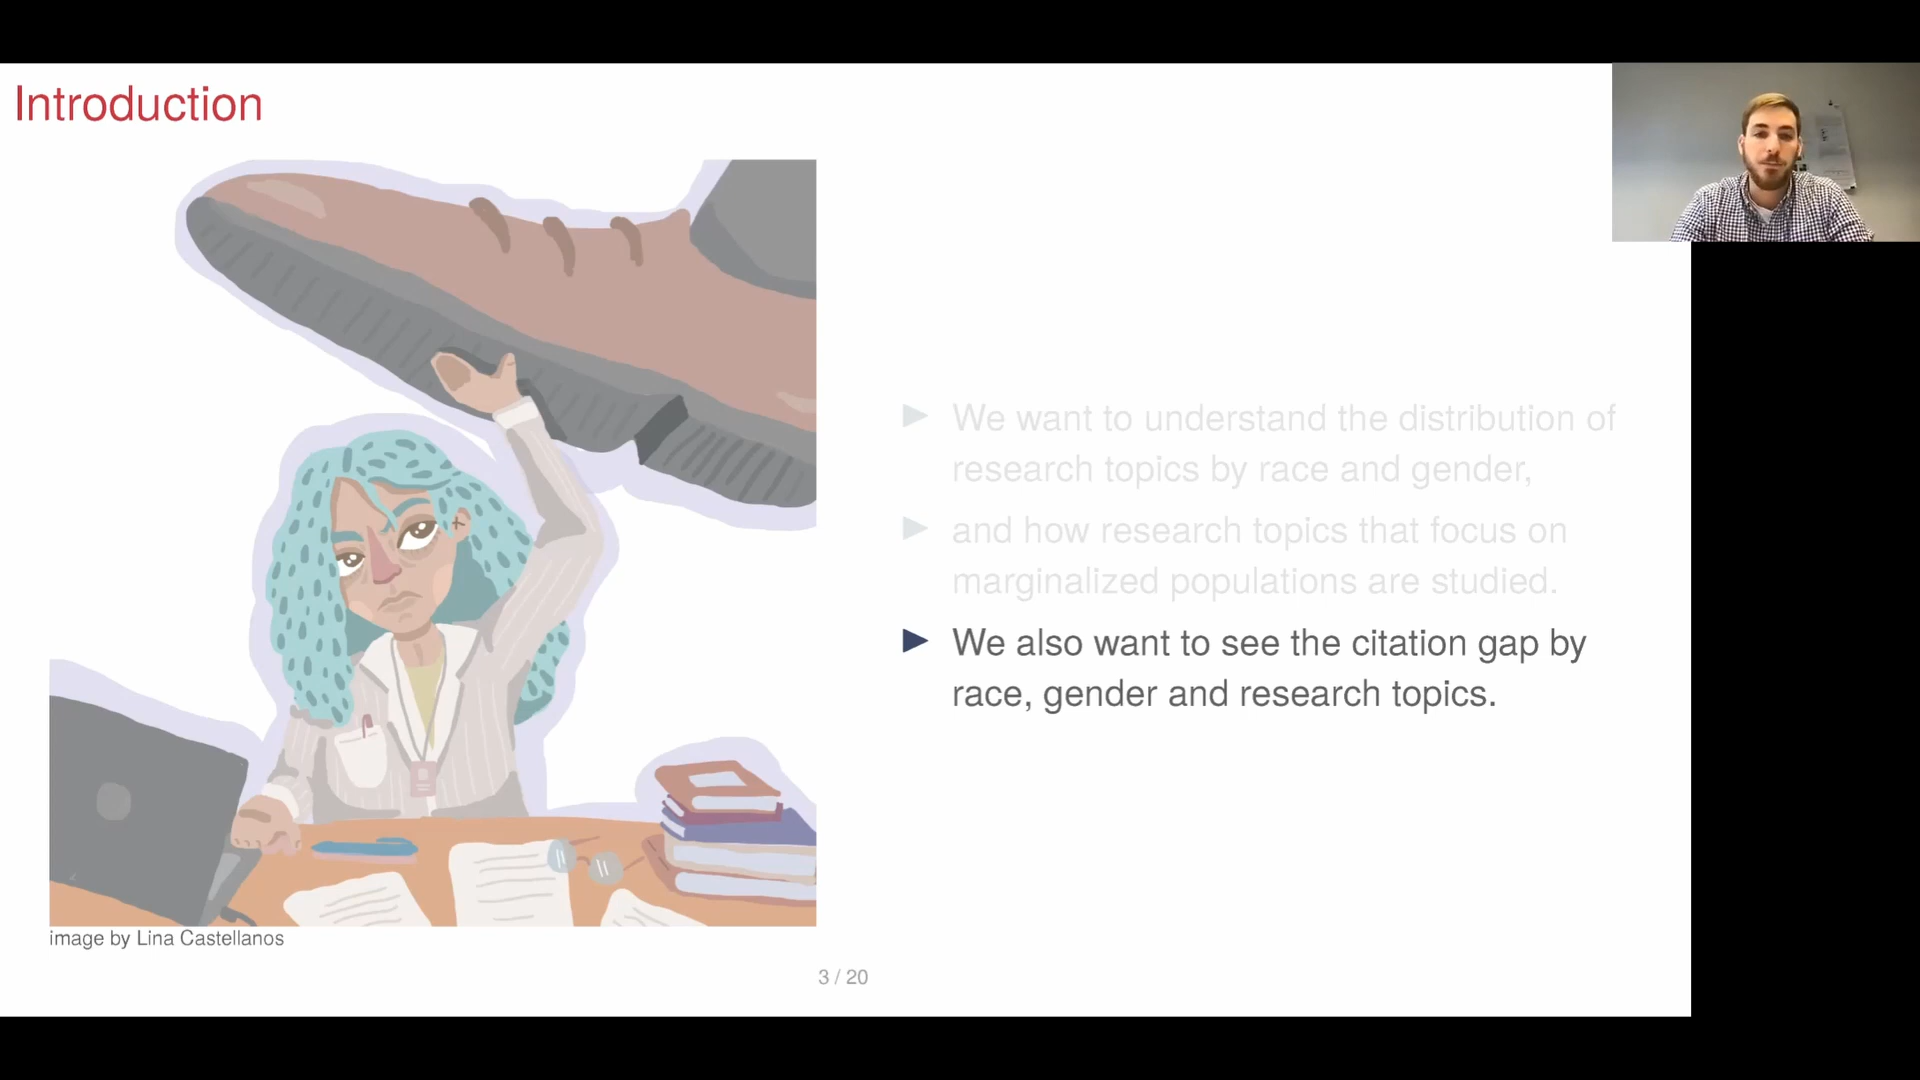 Introduction
We want to understand the distribution of
research topics by race and gender,
and how research topics that focus on
marginalized populations are studied.
We also want to see the citation gap by
race, gender and research topics.
image by Lina Castellanos
3 / 20